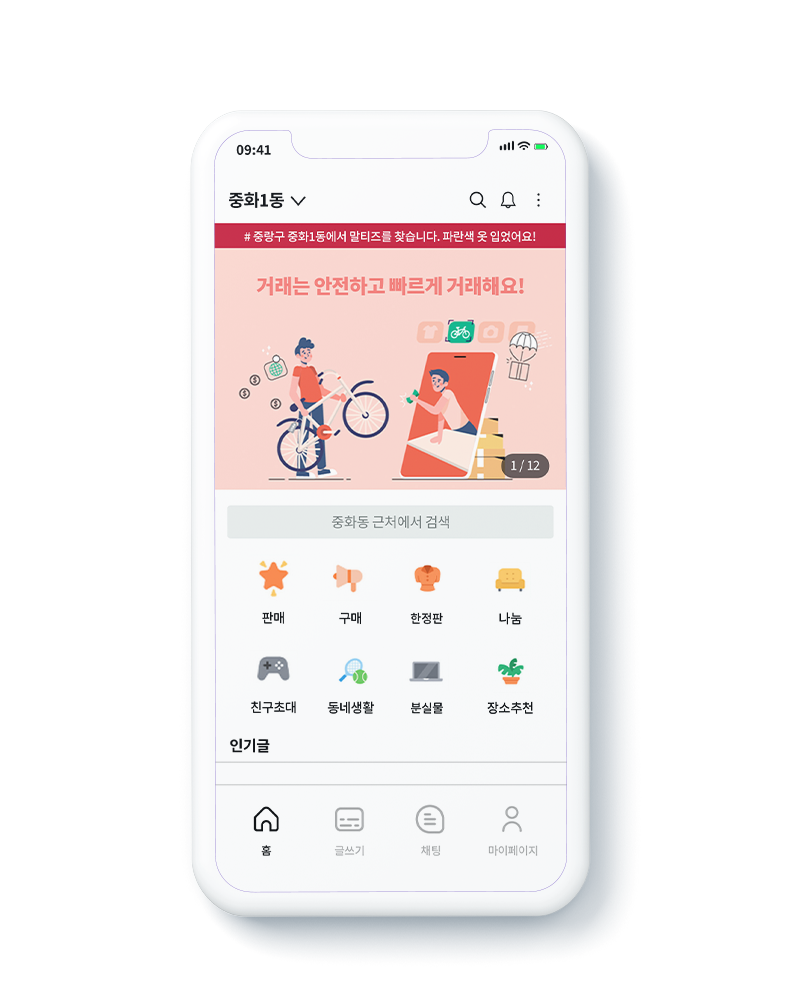 09:41
중화1동
# 중랑구 중화1동에서 말티즈를 찾습니다. 파란색 옷 입었어요!
거래는 안전하고 빠르게 거래해요!
1 / 12
중화동 근처에서 검색
판매 구매 한정판 나눔
친구초대 동네생활 분실물 장소추천
인기글
홈 글쓰기 채팅 마이페이지